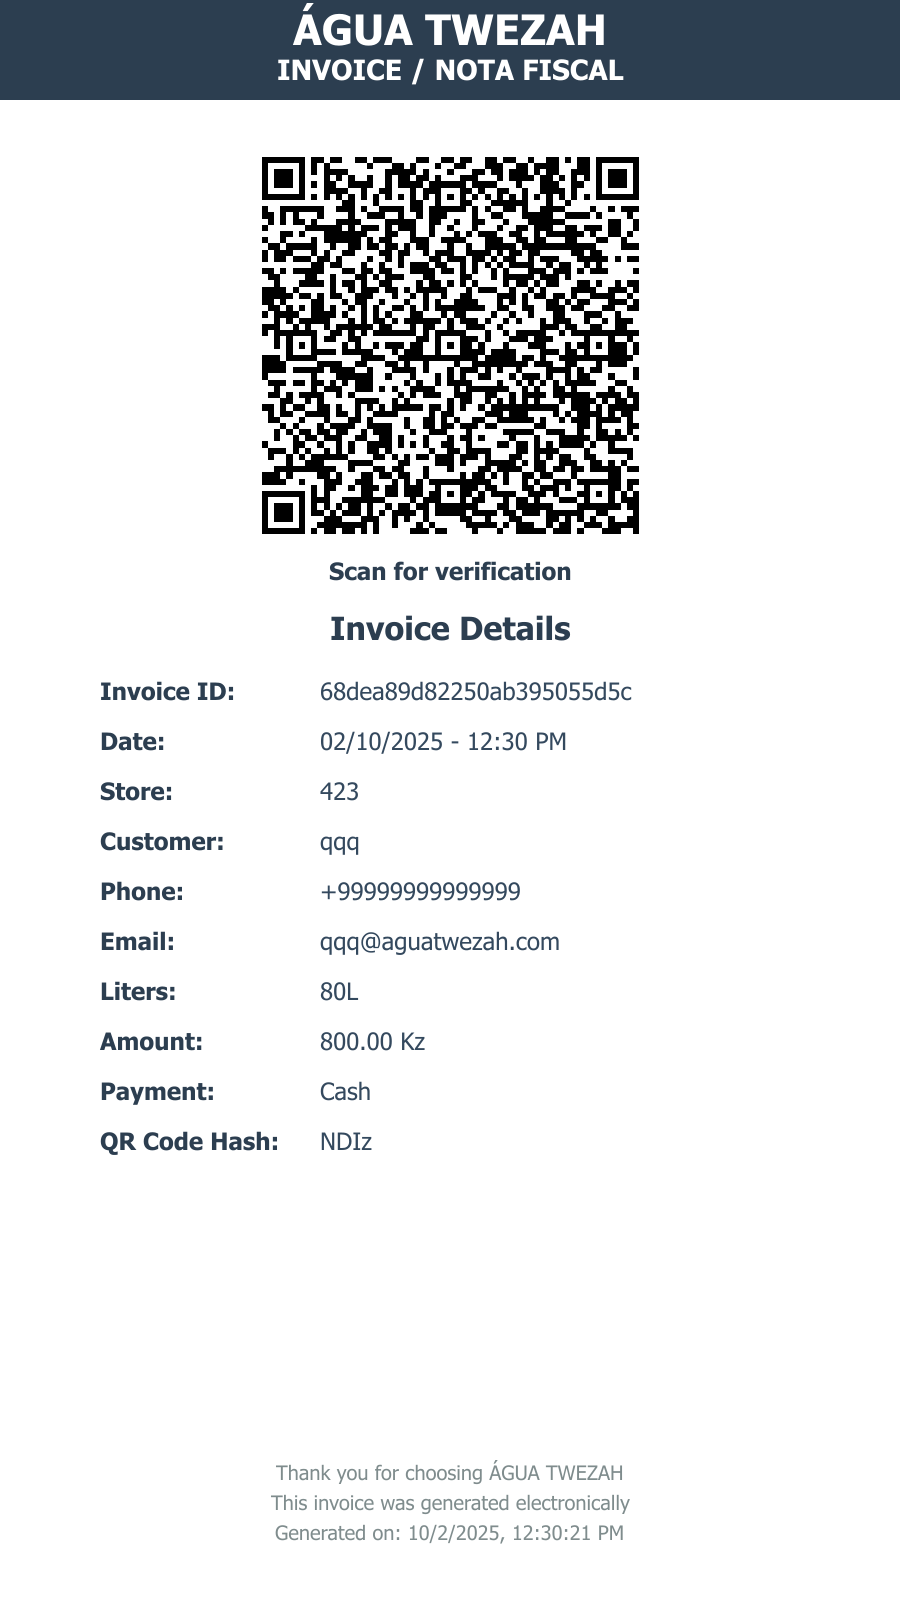 ÁGUA TWEZAH
INVOICE / NOTA FISCAL
Scan for verification
Invoice Details
Invoice ID: 68dea89d82250ab395055d5c
Date: 02/10/2025 - 12:30 PM
Store: 423
Customer: qqq
Phone: +99999999999999
Email: qqq@aguatwezah.com
Liters: 80L
Amount: 800.00 Kz
Payment: Cash
QR Code Hash: NDIz
Thank you for choosing ÁGUA TWEZAH
This invoice was generated electronically
Generated on: 10/2/2025, 12:30:21 PM